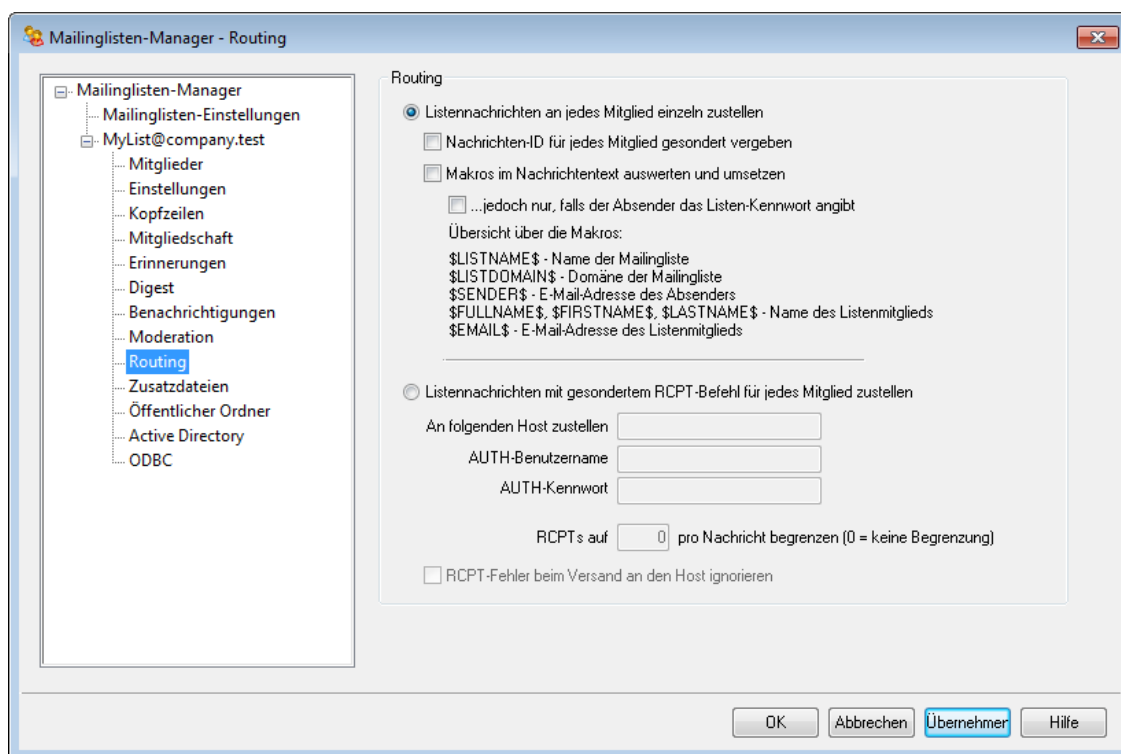 Mailinglisten-Manager - Routing
Mailinglisten-Manager
Mailinglisten-Einstellungen
MyList@company.test
Mitglieder
Einstellungen
Kopfzeilen
Mitgliedschaft
Erinnerungen
Digest
Benachrichtigungen
Moderation
Routing
Zusatzdateien
Öffentlicher Ordner
Active Directory
ODBC
Routing
Listennachrichten an jedes Mitglied einzeln zustellen
Nachrichten-ID für jedes Mitglied gesondert vergeben
Makros im Nachrichtentext auswerten und umsetzen
...jedoch nur, falls der Absender das Listen-Kennwort angibt
Übersicht über die Makros:
$LISTNAME$ - Name der Mailingliste
$LISTDOMAIN$ - Domäne der Mailingliste
$SENDER$ - E-Mail-Adresse des Absenders
$FULLNAME$, $FIRSTNAME$, $LASTNAME$ - Name des Listenmitglieds
$EMAIL$ - E-Mail-Adresse des Listenmitglieds
Listennachrichten mit gesondertem RCPT-Befehl für jedes Mitglied zustellen
An folgenden Host zustellen
AUTH-Benutzername
AUTH-Kennwort
RCPTs auf 0 pro Nachricht begrenzen (0 = keine Begrenzung)
RCPT-Fehler beim Versand an den Host ignorieren
OK Abbrechen Übernehmen Hilfe